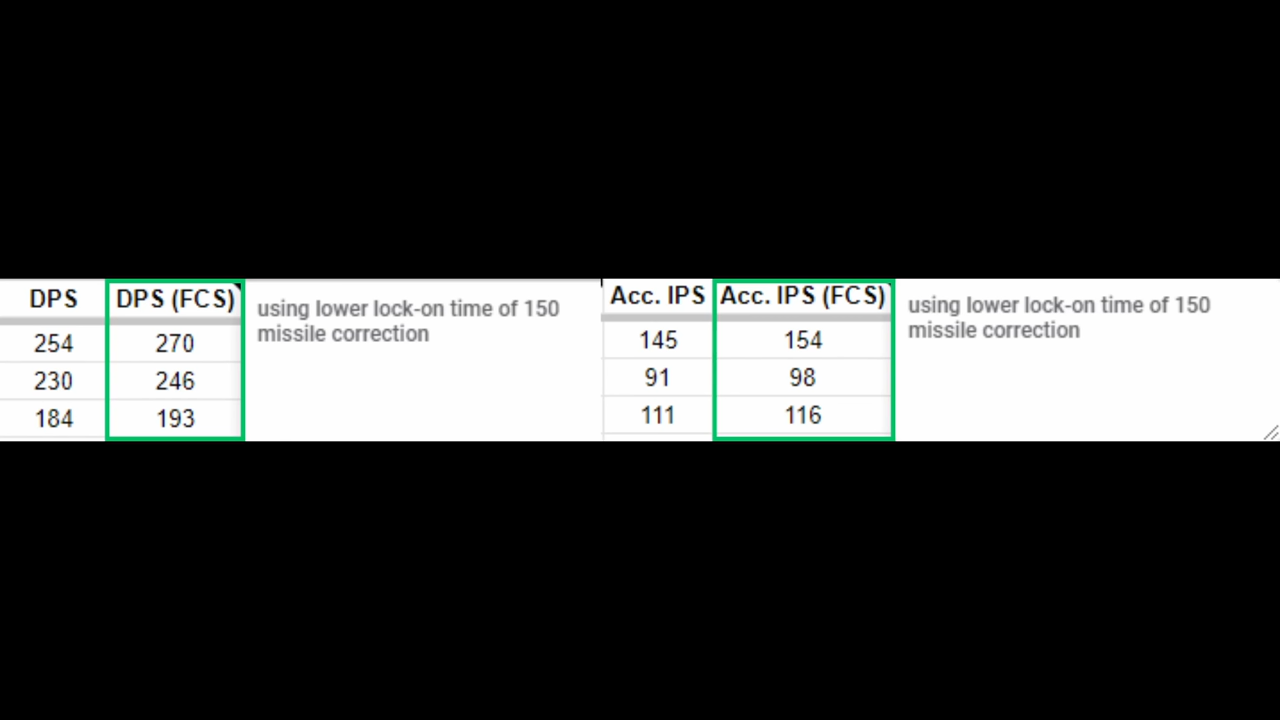 DPS DPS (FCS)
254 270
230 246
184 193
using lower lock-on time of 150
missile correction
Acc. IPS Acc. IPS (FCS)
145 154
91 98
111 116
using lower lock-on time of 150
missile correction